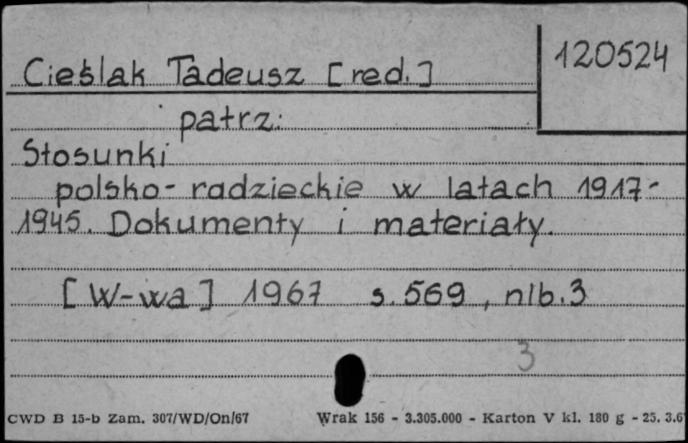 Cieślak Tadeusz [red.]
120524
patrz:
Stosunki
polsko-radzieckie w latach 1917-
1945. Dokumenty i materiały.
[W-wa] 1967 s. 569, nlb. 3
3
CWD B 15-b Zam. 307/WD/On/67 Wrak 156 - 3.305.000 - Karton V kl. 180 g - 25. 3.6